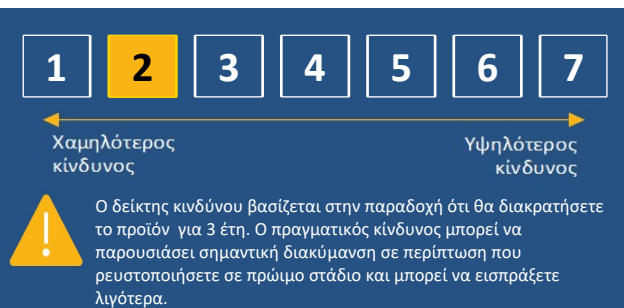 1 2 3 4 5 6 7
Χαμηλότερος Υψηλότερος
κίνδυνος κίνδυνος
Ο δείκτης κινδύνου βασίζεται στην παραδοχή ότι θα διακρατήσετε
το προϊόν για 3 έτη. Ο πραγματικός κίνδυνος μπορεί να
παρουσιάσει σημαντική διακύμανση σε περίπτωση που
ρευστοποιήσετε σε πρώιμο στάδιο και μπορεί να εισπράξετε
λιγότερα.